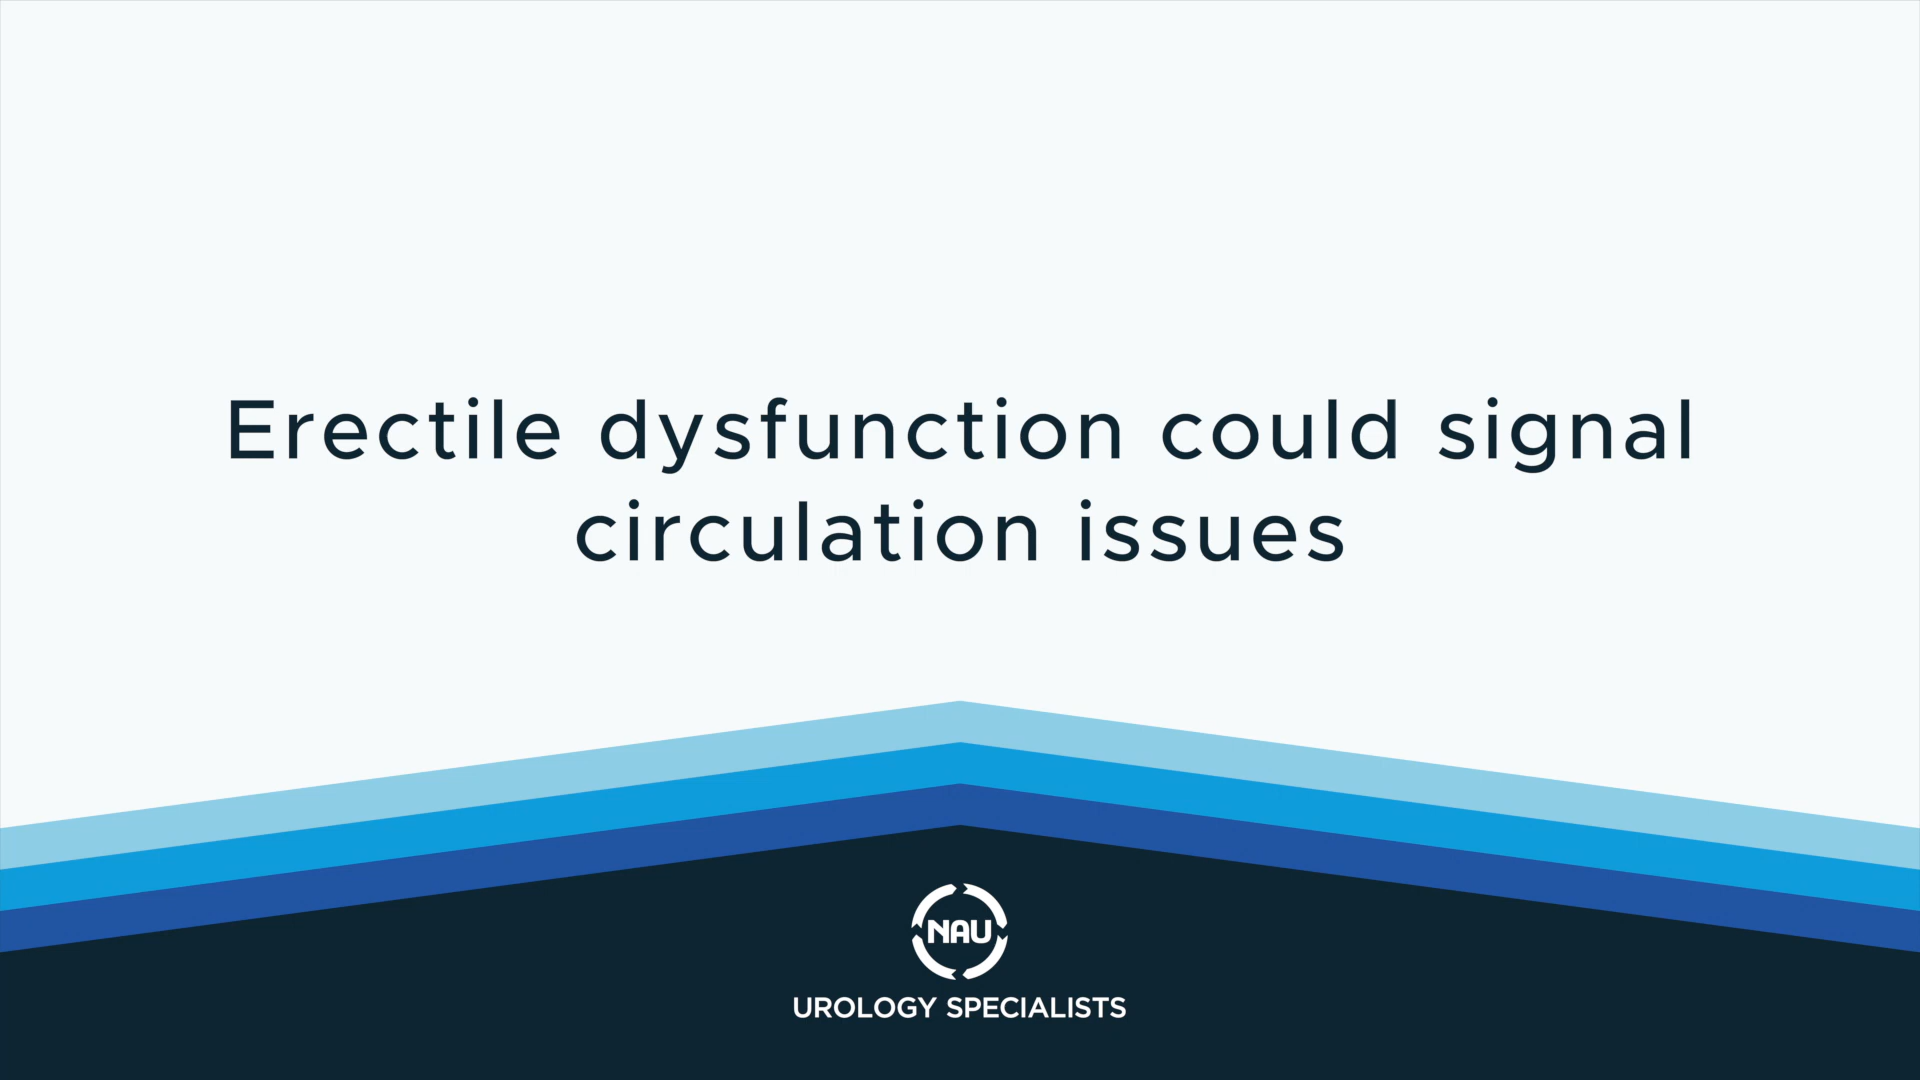 Erectile dysfunction could signal
circulation issues
NAU
UROLOGY SPECIALISTS